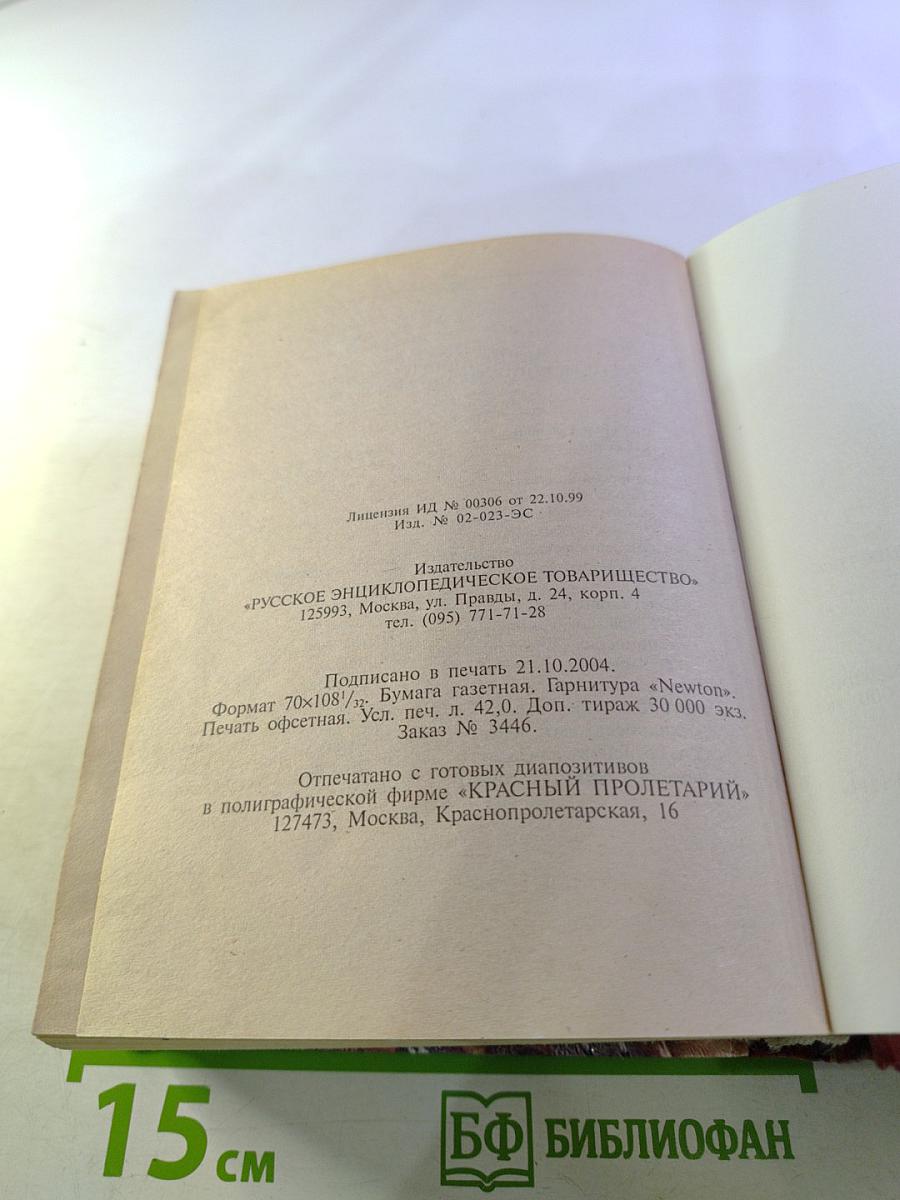 Лицензия ИД № 00306 от 22.10.99
Изд. № 02-023-ЭС
Издательство
«РУССКОЕ ЭНЦИКЛОПЕДИЧЕСКОЕ ТОВАРИЩЕСТВО»
125993, Москва, ул. Правды, д. 24, корп. 4
тел. (095) 771-71-28
Подписано в печать 21.10.2004.
Формат 70×108¹/₃₂. Бумага газетная. Гарнитура «Newton».
Печать офсетная. Усл. печ. л. 42,0. Доп. тираж 30 000 экз.
Заказ № 3446.
Отпечатано с готовых диапозитивов
в полиграфической фирме «КРАСНЫЙ ПРОЛЕТАРИЙ»
127473, Москва, Краснопролетарская, 16
15 см
БФ БИБЛИОФАН